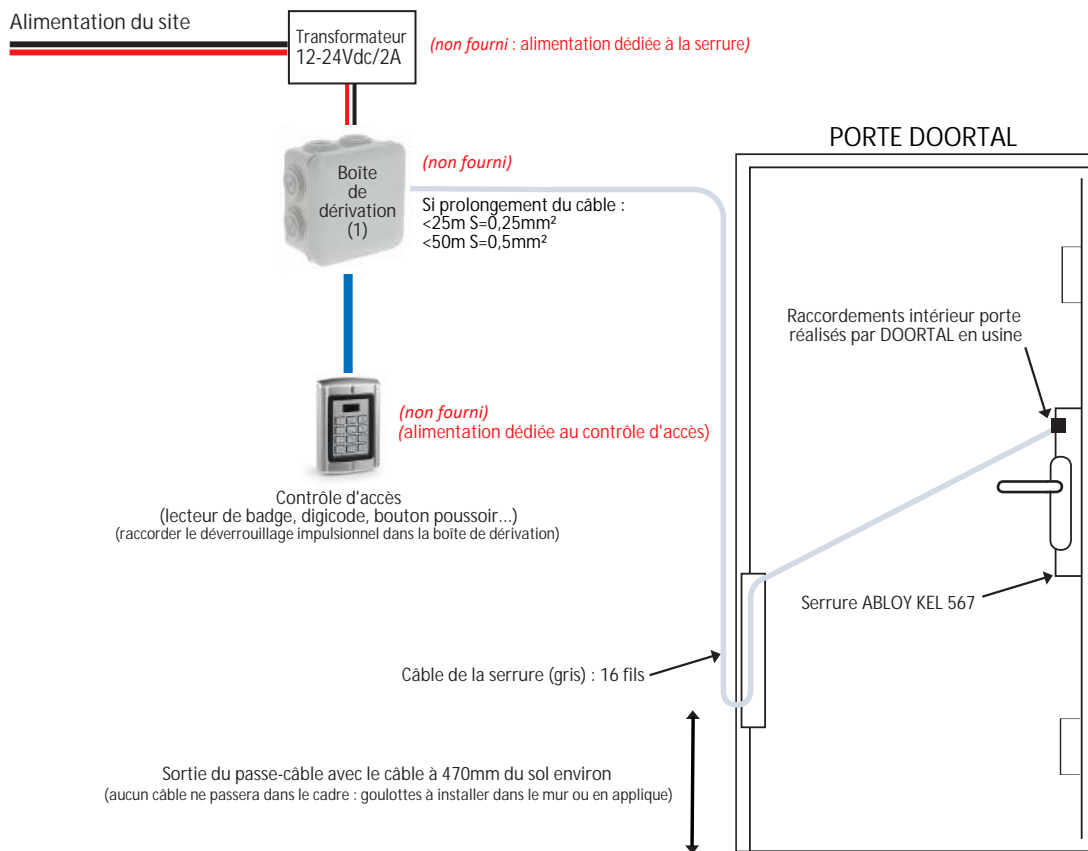 Alimentation du site
Transformateur
12-24Vdc/2A
(non fourni : alimentation dédiée à la serrure)
PORTE DOORTAL
Boîte
de
dérivation
(1)
(non fourni)
Si prolongement du câble :
<25m S=0,25mm²
<50m S=0,5mm²
Raccordements intérieur porte
réalisés par DOORTAL en usine
(non fourni)
(alimentation dédiée au contrôle d'accès)
Contrôle d'accès
(lecteur de badge, digicode, bouton poussoir...)
(raccorder le déverrouillage impulsionnel dans la boîte de dérivation)
Serrure ABLOY KEL 567
Câble de la serrure (gris) : 16 fils
Sortie du passe-câble avec le câble à 470mm du sol environ
(aucun câble ne passera dans le cadre : goulottes à installer dans le mur ou en applique)